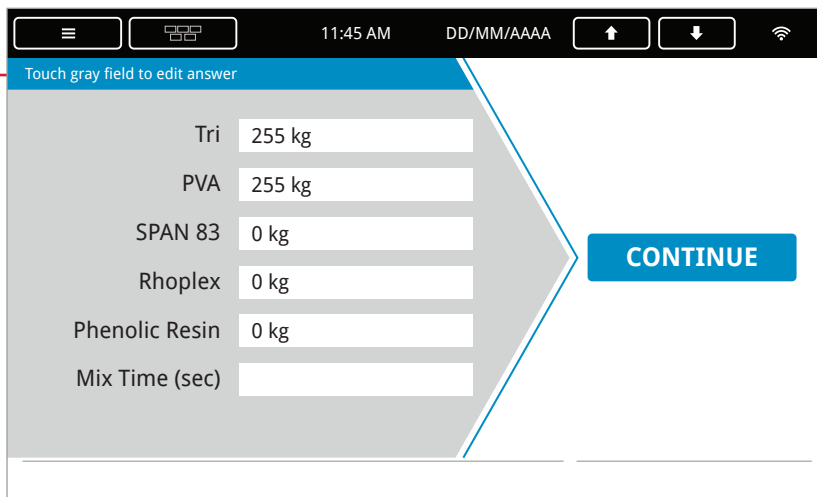 11:45 AM DD/MM/AAAA
Touch gray field to edit answer
Tri 255 kg
PVA 255 kg
SPAN 83 0 kg
Rhoplex 0 kg
Phenolic Resin 0 kg
Mix Time (sec)
CONTINUE